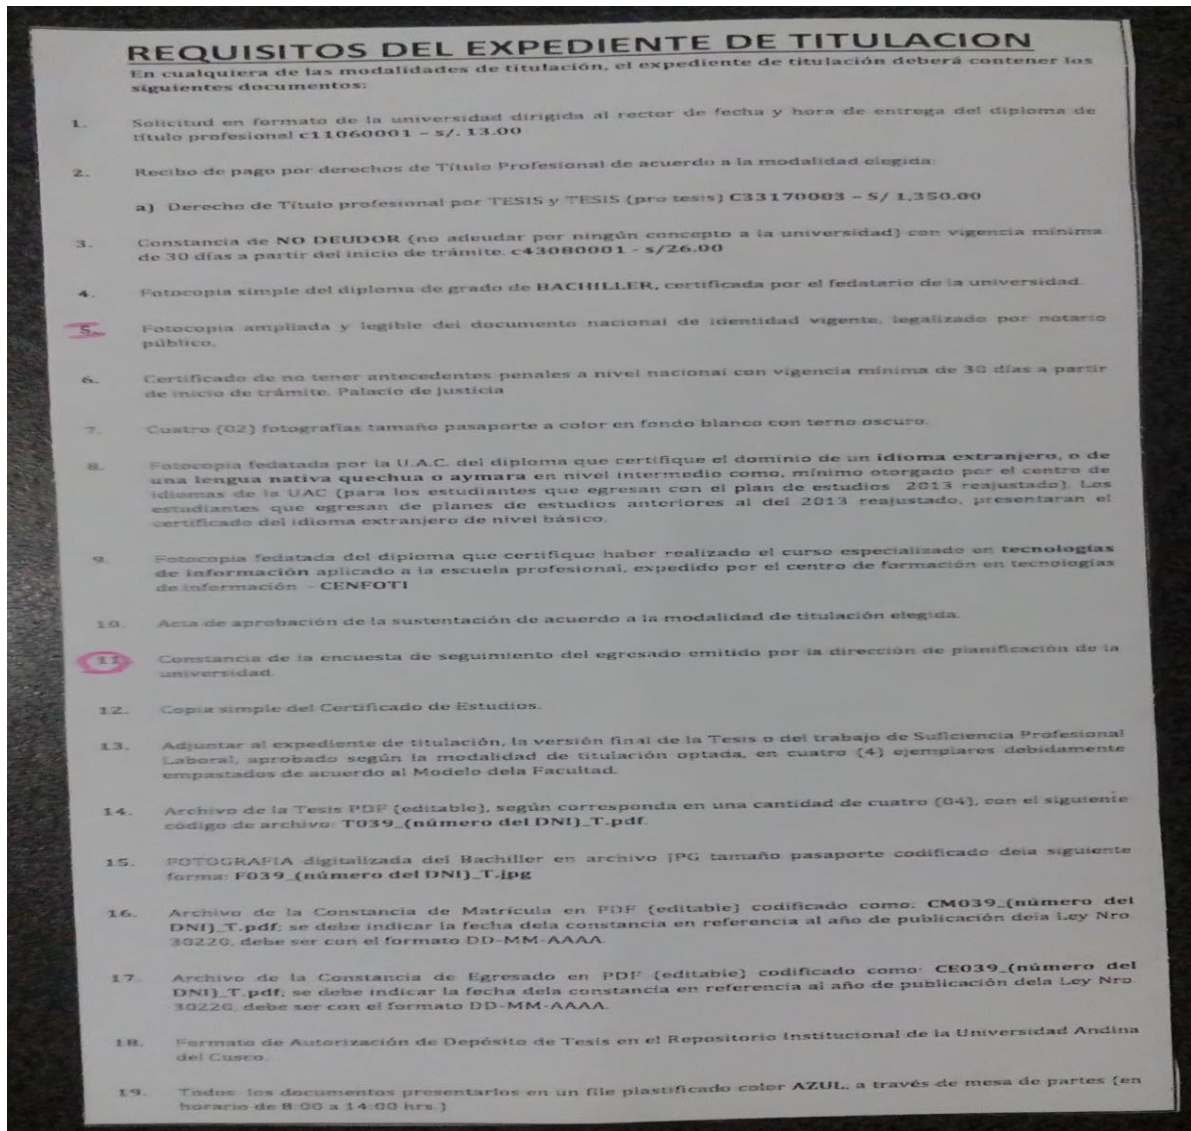 REQUISITOS DEL EXPEDIENTE DE TITULACION
En cualquiera de las modalidades de titulación, el expediente de titulación deberá contener los
siguientes documentos:
1. Solicitud en formato de la universidad dirigida al rector de fecha y hora de entrega del diploma de
título profesional c11060001 – s/. 13.00
2. Recibo de pago por derechos de Título Profesional de acuerdo a la modalidad elegida:
a) Derecho de Título profesional por TESIS y TESIS (pro tesis) C33170003 – S/ 1,350.00
3. Constancia de NO DEUDOR (no adeudar por ningún concepto a la universidad) con vigencia mínima
de 30 días a partir del inicio de trámite. c43080001 - s/26.00
4. Fotocopia simple del diploma de grado de BACHILLER, certificada por el fedatario de la universidad.
5. Fotocopia ampliada y legible del documento nacional de identidad vigente, legalizado por notario
público.
6. Certificado de no tener antecedentes penales a nivel nacional con vigencia mínima de 30 días a partir
de inicio de trámite. Palacio de Justicia
7. Cuatro (02) fotografías tamaño pasaporte a color en fondo blanco con terno oscuro.
8. Fotocopia fedatada por la U.A.C. del diploma que certifique el dominio de un idioma extranjero, o de
una lengua nativa quechua o aymara en nivel intermedio como, mínimo otorgado por el centro de
idiomas de la UAC (para los estudiantes que egresan con el plan de estudios 2013 reajustado). Los
estudiantes que egresan de planes de estudios anteriores al del 2013 reajustado, presentaran el
certificado del idioma extranjero de nivel básico.
9. Fotocopia fedatada del diploma que certifique haber realizado el curso especializado en tecnologías
de información aplicado a la escuela profesional, expedido por el centro de formación en tecnologías
de información - CENFOTI
10. Acta de aprobación de la sustentación de acuerdo a la modalidad de titulación elegida.
11. Constancia de la encuesta de seguimiento del egresado emitido por la dirección de planificación de la
universidad.
12. Copia simple del Certificado de Estudios.
13. Adjuntar al expediente de titulación, la versión final de la Tesis o del trabajo de Suficiencia Profesional
Laboral, aprobado según la modalidad de titulación optada, en cuatro (4) ejemplares debidamente
empastados de acuerdo al Modelo dela Facultad.
14. Archivo de la Tesis PDF (editable), según corresponda en una cantidad de cuatro (04), con el siguiente
código de archivo: T039_(número del DNI)_T.pdf.
15. FOTOGRAFIA digitalizada del Bachiller en archivo JPG tamaño pasaporte codificado dela siguiente
forma: F039_(número del DNI)_T.jpg
16. Archivo de la Constancia de Matrícula en PDF (editable) codificado como: CM039_(número del
DNI)_T.pdf; se debe indicar la fecha dela constancia en referencia al año de publicación dela Ley Nro.
30220, debe ser con el formato DD-MM-AAAA.
17. Archivo de la Constancia de Egresado en PDF (editable) codificado como: CE039_(número del
DNI)_T.pdf; se debe indicar la fecha dela constancia en referencia al año de publicación dela Ley Nro.
30220, debe ser con el formato DD-MM-AAAA.
18. Formato de Autorización de Depósito de Tesis en el Repositorio Institucional de la Universidad Andina
del Cusco.
19. Todos los documentos presentarlos en un file plastificado color AZUL, a través de mesa de partes (en
horario de 8:00 a 14:00 hrs.)